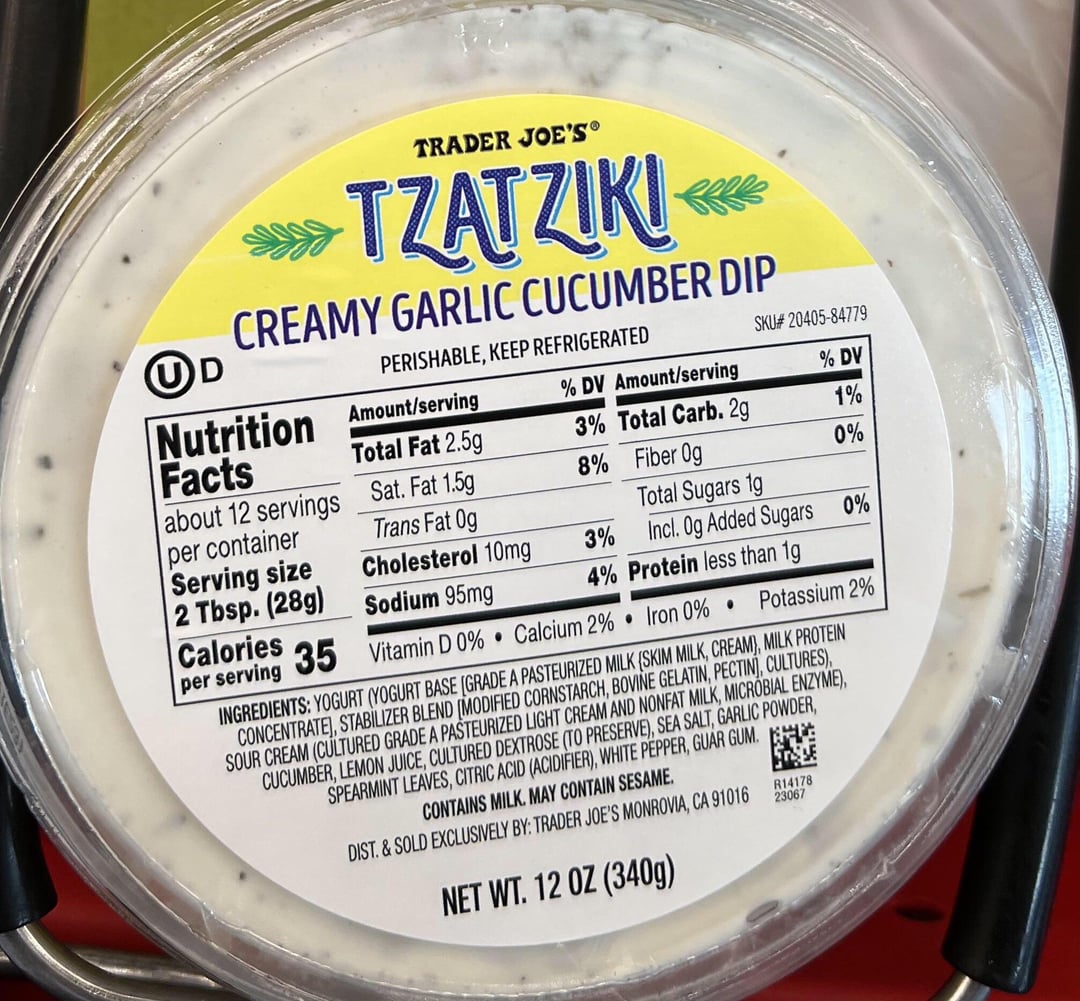 TRADER JOE'S®
TZATZIKI
CREAMY GARLIC CUCUMBER DIP
U D
PERISHABLE, KEEP REFRIGERATED
SKU# 20405-84779
Nutrition
Facts
about 12 servings
per container
Serving size
2 Tbsp. (28g)
Calories
per serving 35
Amount/serving % DV
Total Fat 2.5g 3%
Sat. Fat 1.5g 8%
Trans Fat 0g
Cholesterol 10mg 3%
Sodium 95mg 4%
Amount/serving % DV
Total Carb. 2g 1%
Fiber 0g 0%
Total Sugars 1g
Incl. 0g Added Sugars 0%
Protein less than 1g
Vitamin D 0% • Calcium 2% • Iron 0% • Potassium 2%
INGREDIENTS: YOGURT (YOGURT BASE [GRADE A PASTEURIZED MILK {SKIM MILK, CREAM}, MILK PROTEIN
CONCENTRATE], STABILIZER BLEND [MODIFIED CORNSTARCH, BOVINE GELATIN, PECTIN], CULTURES),
SOUR CREAM (CULTURED GRADE A PASTEURIZED LIGHT CREAM AND NONFAT MILK, MICROBIAL ENZYME),
CUCUMBER, LEMON JUICE, CULTURED DEXTROSE (TO PRESERVE), SEA SALT, GARLIC POWDER,
SPEARMINT LEAVES, CITRIC ACID (ACIDIFIER), WHITE PEPPER, GUAR GUM.
CONTAINS MILK. MAY CONTAIN SESAME.
DIST. & SOLD EXCLUSIVELY BY: TRADER JOE'S MONROVIA, CA 91016
R14178
23067
NET WT. 12 OZ (340g)